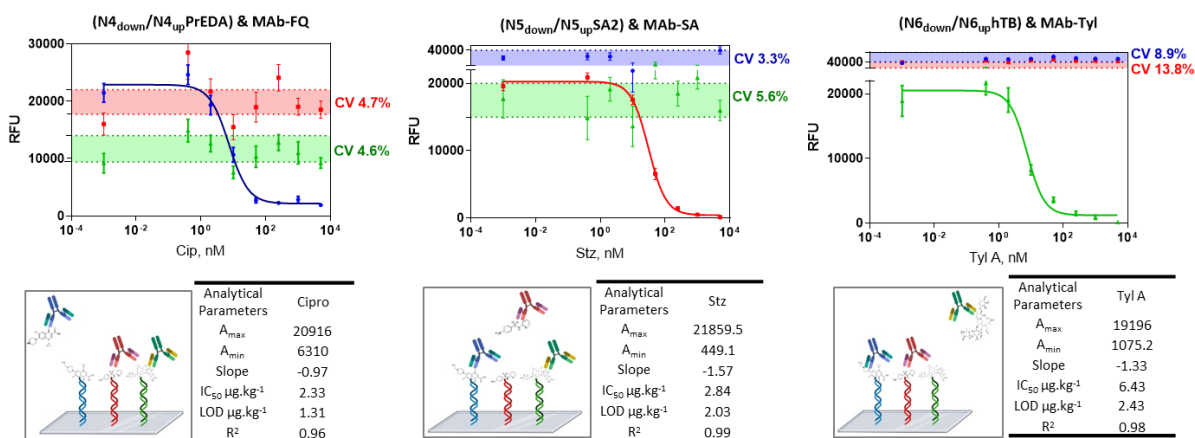 (N4down/N4upPrEDA) & MAb-FQ
30000
20000
10000
0
RFU
CV 4.7%
CV 4.6%
10⁻⁴ 10⁻² 10⁰ 10² 10⁴
Cip, nM
(N5down/N5upSA2) & MAb-SA
40000
20000
10000
0
RFU
CV 3.3%
CV 5.6%
10⁻⁴ 10⁻² 10⁰ 10² 10⁴
Stz, nM
(N6down/N6uphTB) & MAb-Tyl
40000
20000
10000
0
RFU
CV 8.9%
CV 13.8%
10⁻⁴ 10⁻² 10⁰ 10² 10⁴
Tyl A, nM
Analytical Parameters Cipro
Amax 20916
Amin 6310
Slope -0.97
IC50 µg.kg⁻¹ 2.33
LOD µg.kg⁻¹ 1.31
R² 0.96
Analytical Parameters Stz
Amax 21859.5
Amin 449.1
Slope -1.57
IC50 µg.kg⁻¹ 2.84
LOD µg.kg⁻¹ 2.03
R² 0.99
Analytical Parameters Tyl A
Amax 19196
Amin 1075.2
Slope -1.33
IC50 µg.kg⁻¹ 6.43
LOD µg.kg⁻¹ 2.43
R² 0.98